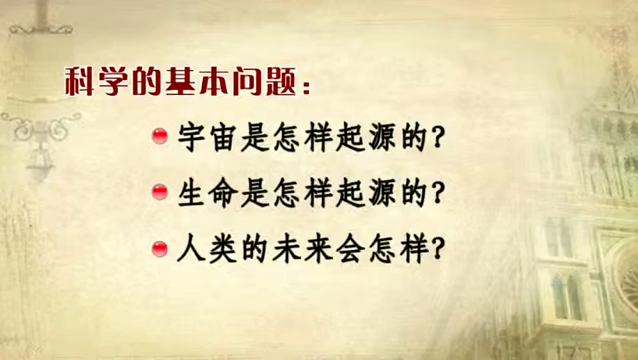 科学的基本问题：
宇宙是怎样起源的？
生命是怎样起源的？
人类的未来会怎样？